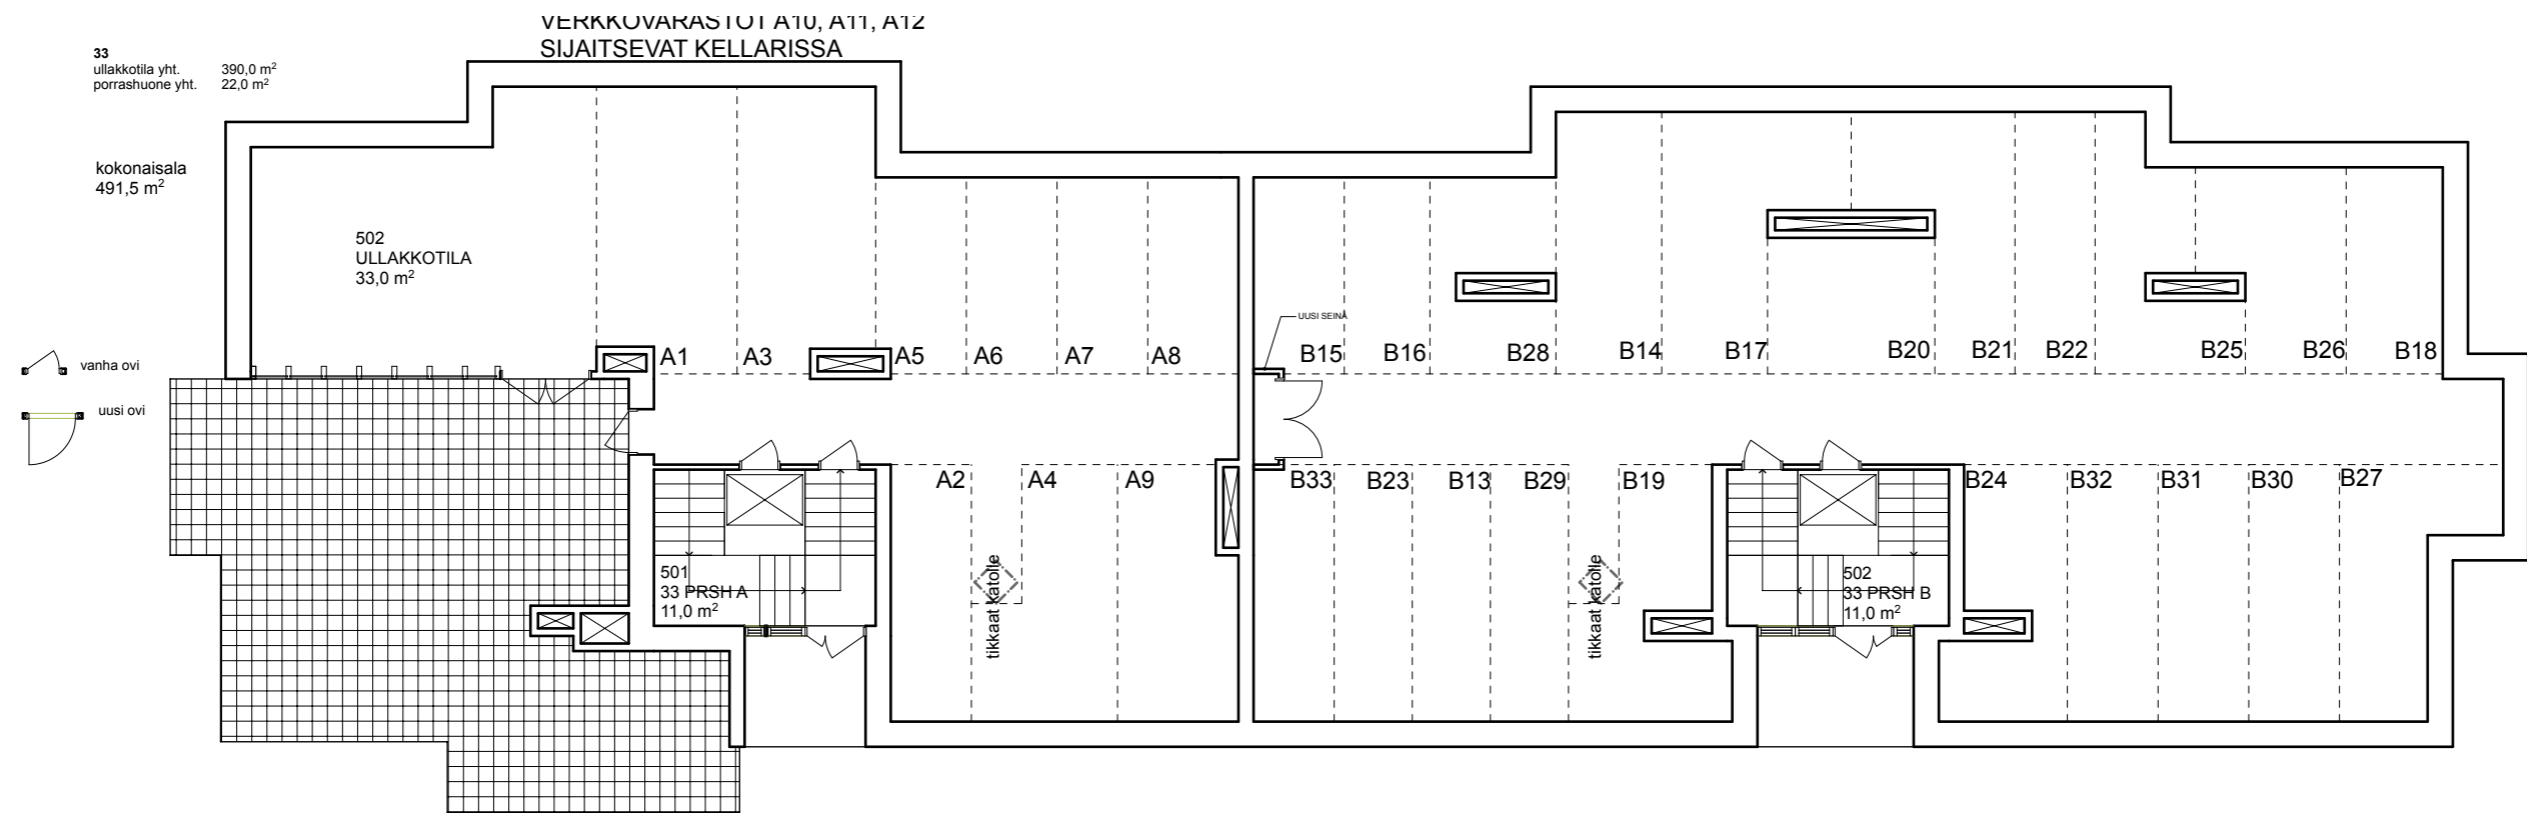 VERKKOVARASTOT A10, A11, A12
SIJAITSEVAT KELLARISSA
33
ullakkotila yht. 390,0 m²
porrashuone yht. 22,0 m²
kokonaisala
491,5 m²
502
ULLAKKOTILA
33,0 m²
vanha ovi
uusi ovi
UUSI SEINÄ
A1 A3 A5 A6 A7 A8
B15 B16 B28 B14 B17 B20 B21 B22 B25 B26 B18
A2 A4 A9
B33 B23 B13 B29 B19 B24 B32 B31 B30 B27
501
33 PRSH A
11,0 m²
tikkaat katolle
tikkaat katolle
502
33 PRSH B
11,0 m²